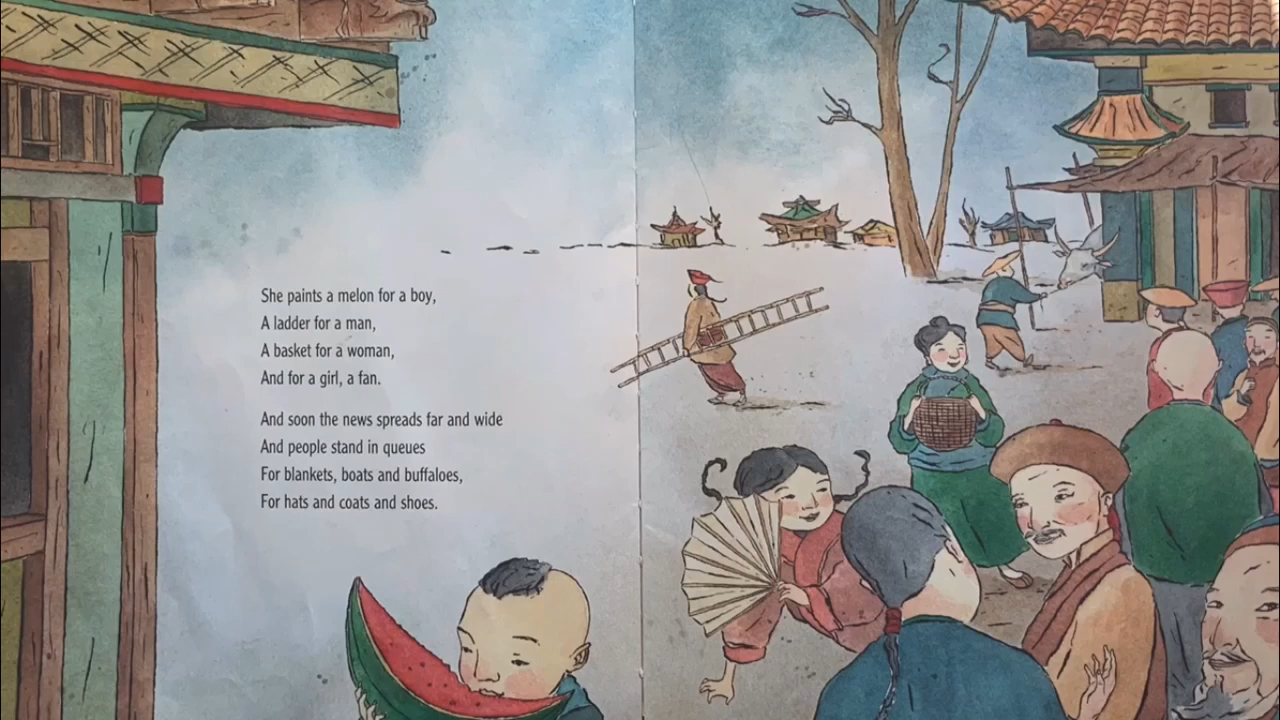 She paints a melon for a boy,
A ladder for a man,
A basket for a woman,
And for a girl, a fan.
And soon the news spreads far and wide
And people stand in queues
For blankets, boats and buffaloes,
For hats and coats and shoes.